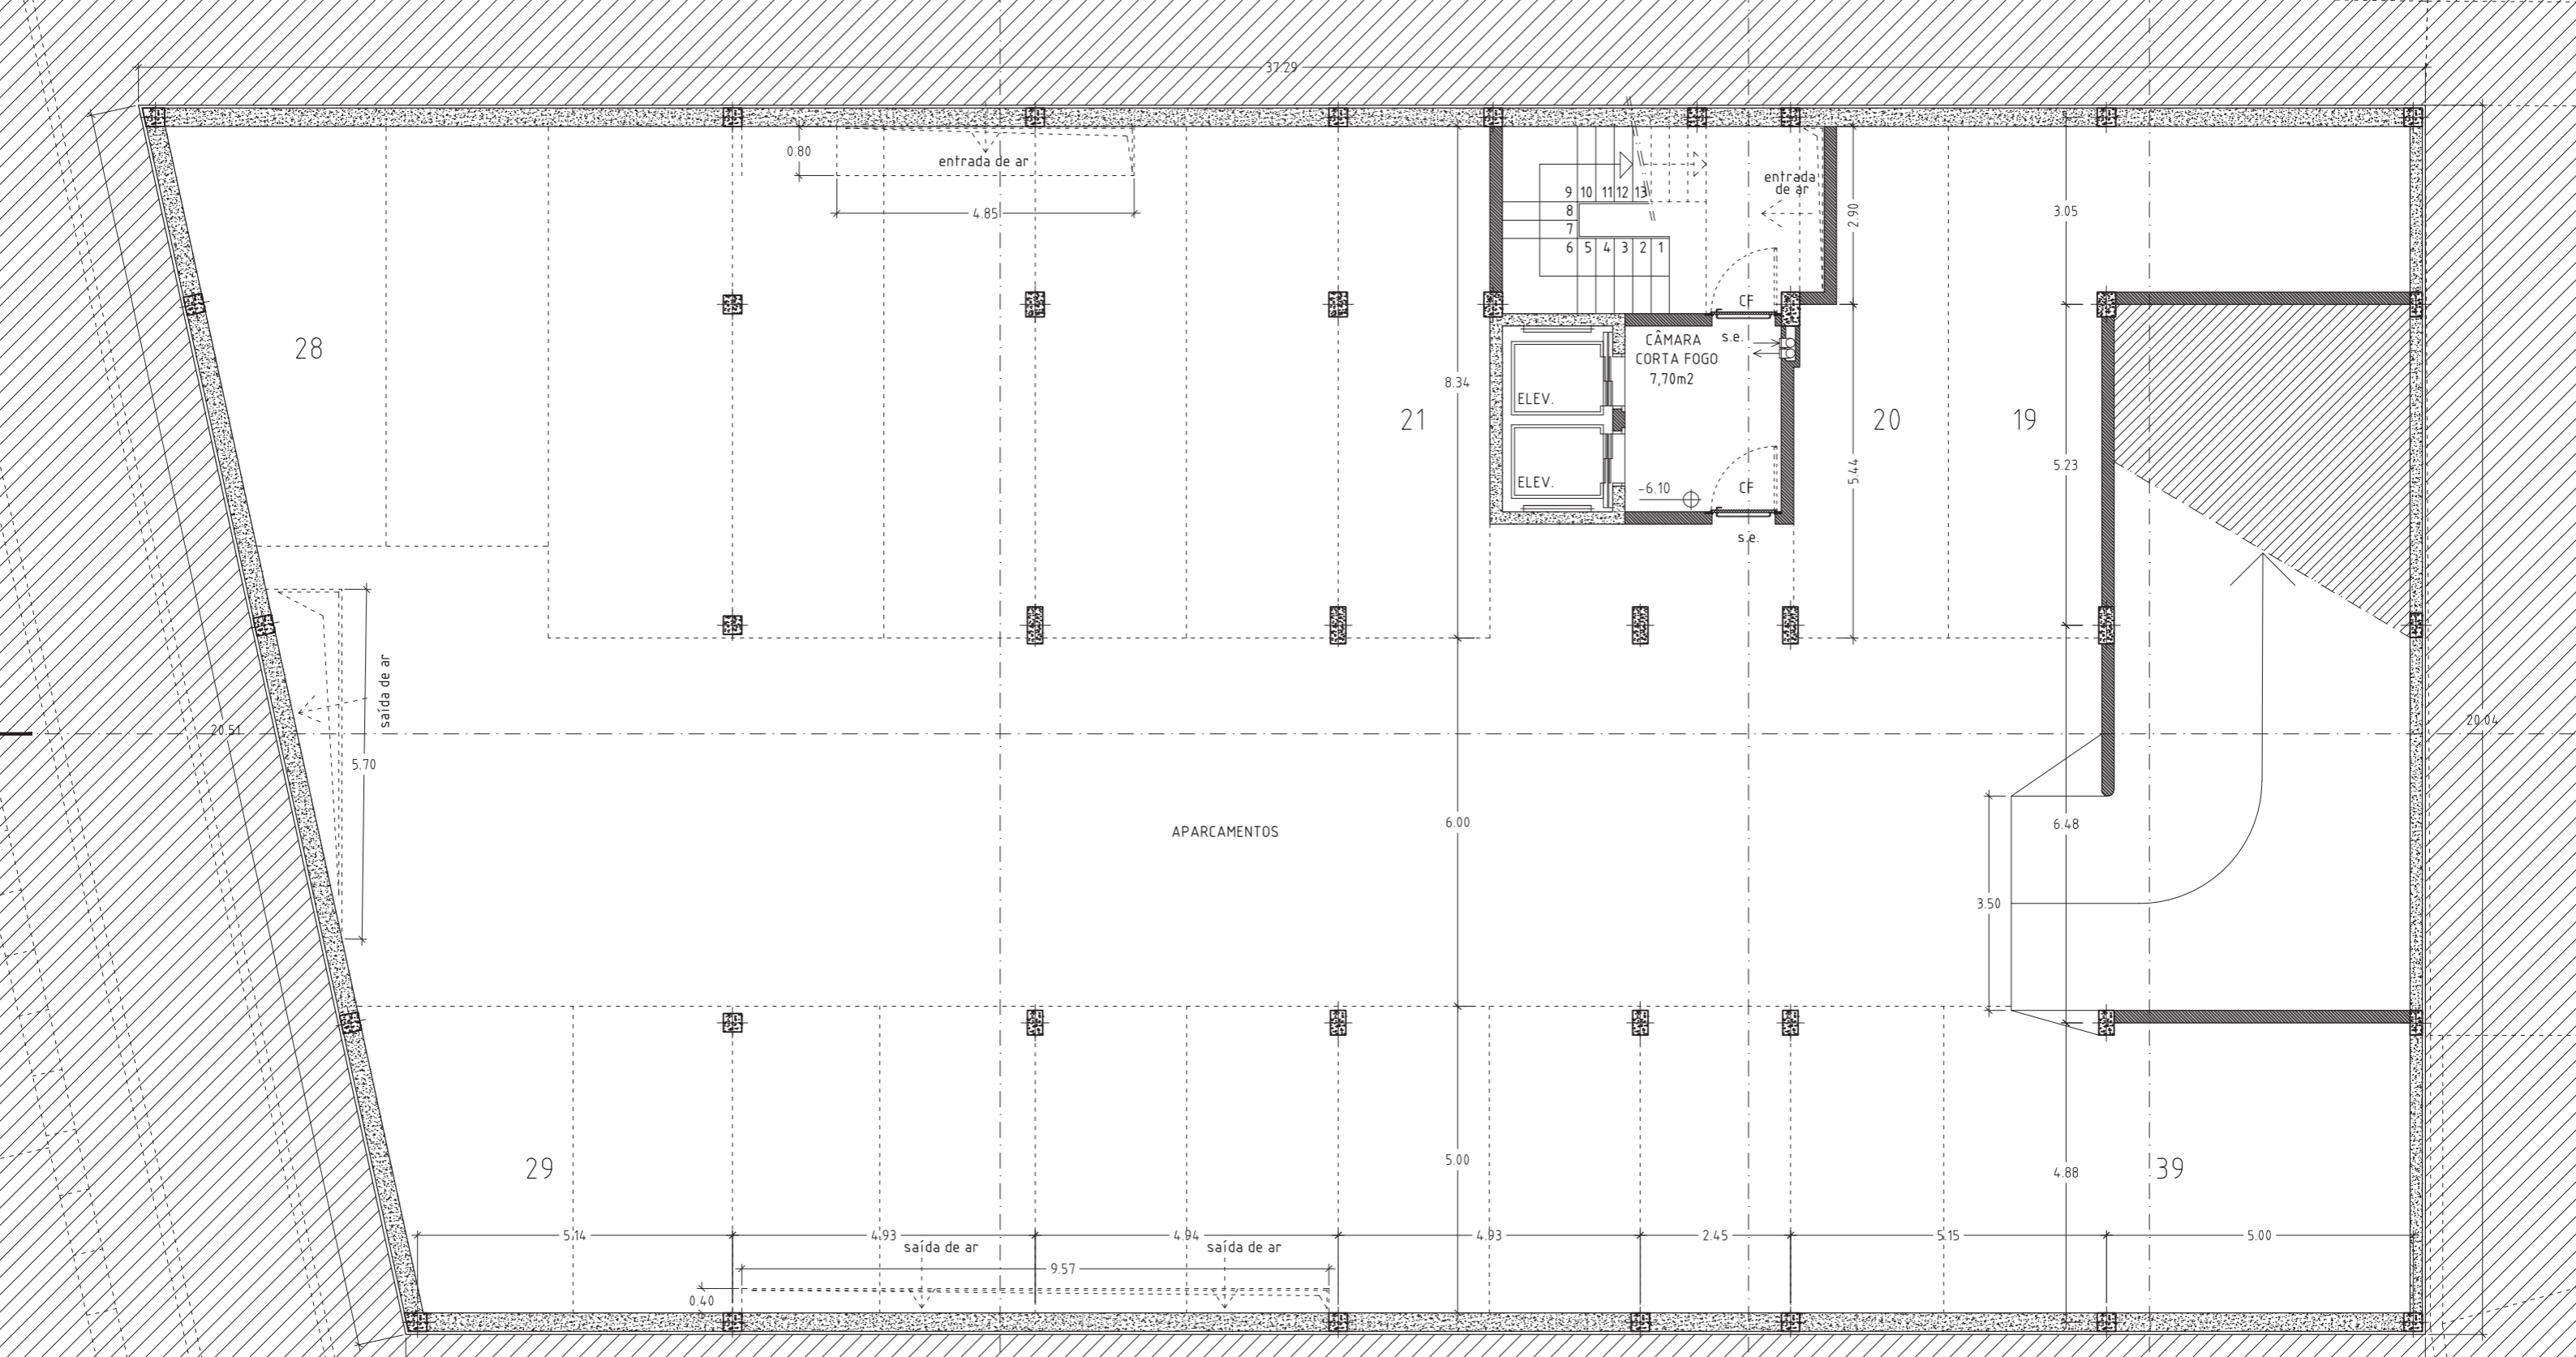 37.29
0.80
entrada de ar
4.85
9 10 11 12 13
8
7
6 5 4 3 2 1
entrada
de ar
2.90
3.05
28
CF
CÂMARA
CORTA FOGO
7,70m2
s.e.
ELEV.
8.34
21
20
19
5.23
5.44
ELEV.
-6.10
CF
s.e.
saída de ar
20.51
5.70
20.04
APARCAMENTOS
6.00
6.48
3.50
29
5.00
4.88
39
5.14
4.93
4.94
4.93
2.45
5.15
5.00
saída de ar
saída de ar
9.57
0.40